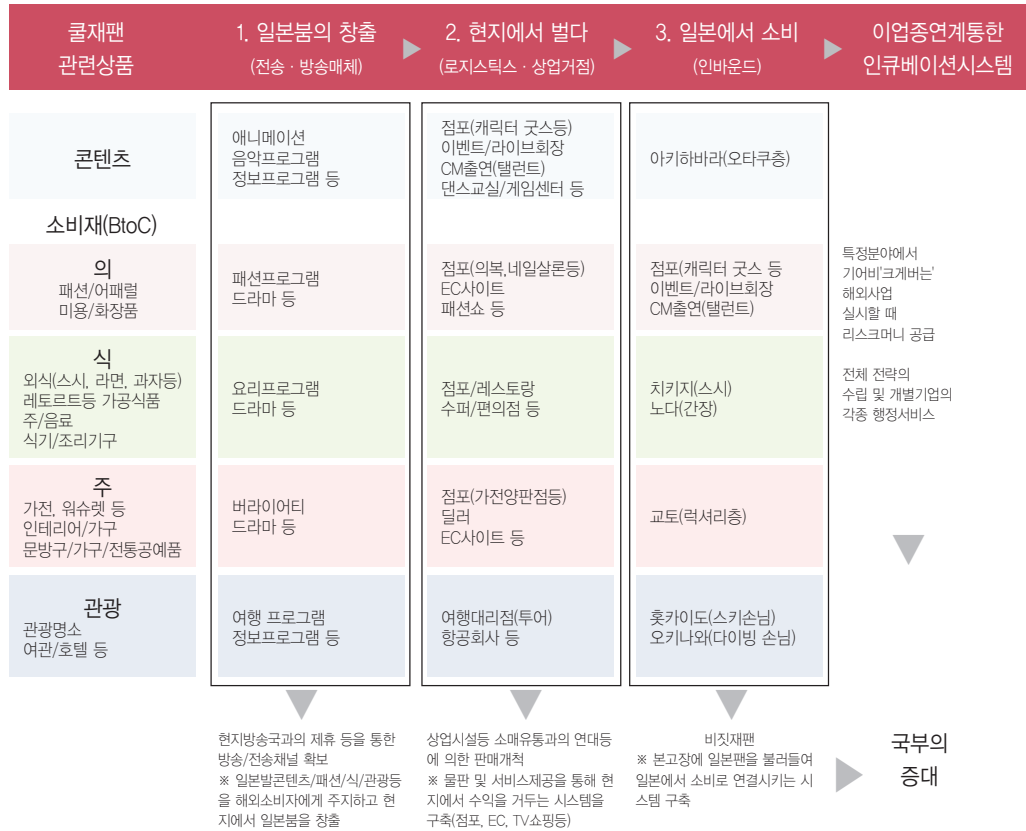 쿨재팬
관련상품
1. 일본붐의 창출
(전송 · 방송매체)
2. 현지에서 벌다
(로지스틱스 · 상업거점)
3. 일본에서 소비
(인바운드)
이업종연계통한
인큐베이션시스템
콘텐츠
애니메이션
음악프로그램
정보프로그램 등
점포(캐릭터 굿스등)
이벤트/라이브회장
CM출연(탤런트)
댄스교실/게임센터 등
아키하바라(오타쿠층)
소비재(BtoC)
의
패션/어패럴
미용/화장품
패션프로그램
드라마 등
점포(의복,네일살론등)
EC사이트
패션쇼 등
점포(캐릭터 굿스 등
이벤트/라이브회장
CM출연(탤런트)
특정분야에서
기어비'크게버는'
해외사업
실시할 때
리스크머니 공급
식
외식(스시, 라면, 과자등)
레토르트등 가공식품
주/음료
식기/조리기구
요리프로그램
드라마 등
점포/레스토랑
수퍼/편의점 등
치키지(스시)
노다(간장)
전체 전략의
수립 및 개별기업의
각종 행정서비스
주
가전, 워슈렛 등
인테리어/가구
문방구/가구/전통공예품
버라이어티
드라마 등
점포(가전양판점등)
딜러
EC사이트 등
교토(럭셔리층)
관광
관광명소
여관/호텔 등
여행 프로그램
정보프로그램 등
여행대리점(투어)
항공회사 등
홋카이도(스키손님)
오키나와(다이빙 손님)
현지방송국과의 제휴 등을 통한
방송/전송채널 확보
※ 일본발콘텐츠/패션/식/관광등
을 해외소비자에게 주지하고 현
지에서 일본붐을 창출
상업시설등 소매유통과의 연대등
에 의한 판매개척
※ 물판 및 서비스제공을 통해 현
지에서 수익을 거두는 시스템을
구축(점포, EC, TV쇼핑등)
비짓재팬
※ 본고장에 일본팬을 불러들여
일본에서 소비로 연결시키는 시
스템 구축
국부의
증대